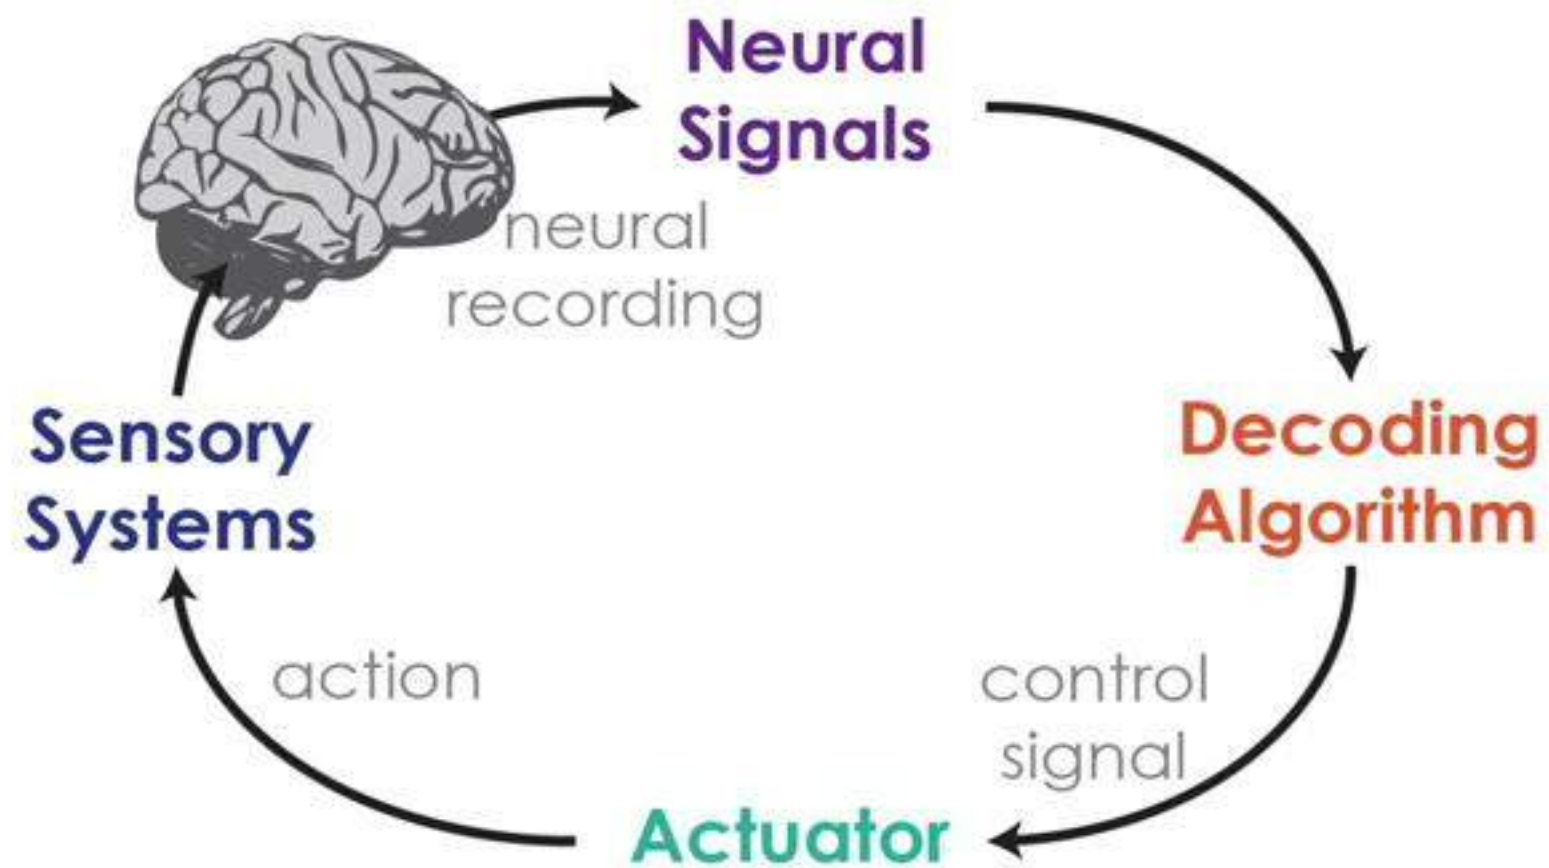 Neural
Signals
neural
recording
Sensory
Systems
Decoding
Algorithm
action
control
signal
Actuator